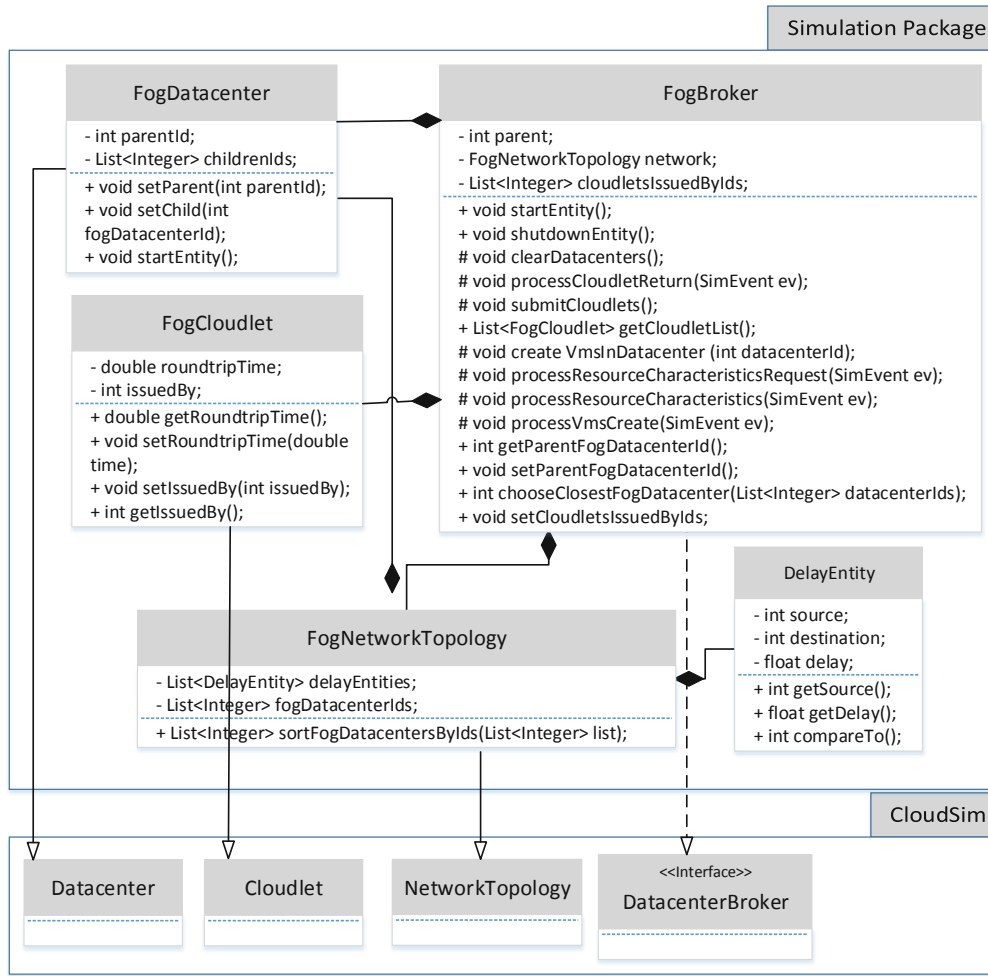 Simulation Package
FogDatacenter
- int parentId;
- List<Integer> childrenIds;
+ void setParent(int parentId);
+ void setChild(int
fogDatacenterId);
+ void startEntity();
FogBroker
- int parent;
- FogNetworkTopology network;
- List<Integer> cloudletsIssuedByIds;
+ void startEntity();
+ void shutdownEntity();
# void clearDatacenters();
# void processCloudletReturn(SimEvent ev);
# void submitCloudlets();
+ List<FogCloudlet> getCloudletList();
# void create VmsInDatacenter (int datacenterId);
# void processResourceCharacteristicsRequest(SimEvent ev);
# void processResourceCharacteristics(SimEvent ev);
# void processVmsCreate(SimEvent ev);
+ int getParentFogDatacenterId();
+ void setParentFogDatacenterId();
+ int chooseClosestFogDatacenter(List<Integer> datacenterIds);
+ void setCloudletsIssuedByIds;
FogCloudlet
- double roundtripTime;
- int issuedBy;
+ double getRoundtripTime();
+ void setRoundtripTime(double
time);
+ void setIssuedBy(int issuedBy);
+ int getIssuedBy();
DelayEntity
- int source;
- int destination;
- float delay;
+ int getSource();
+ float getDelay();
+ int compareTo();
FogNetworkTopology
- List<DelayEntity> delayEntities;
- List<Integer> fogDatacenterIds;
+ List<Integer> sortFogDatacentersByIds(List<Integer> list);
CloudSim
Datacenter
Cloudlet
NetworkTopology
<<Interface>>
DatacenterBroker